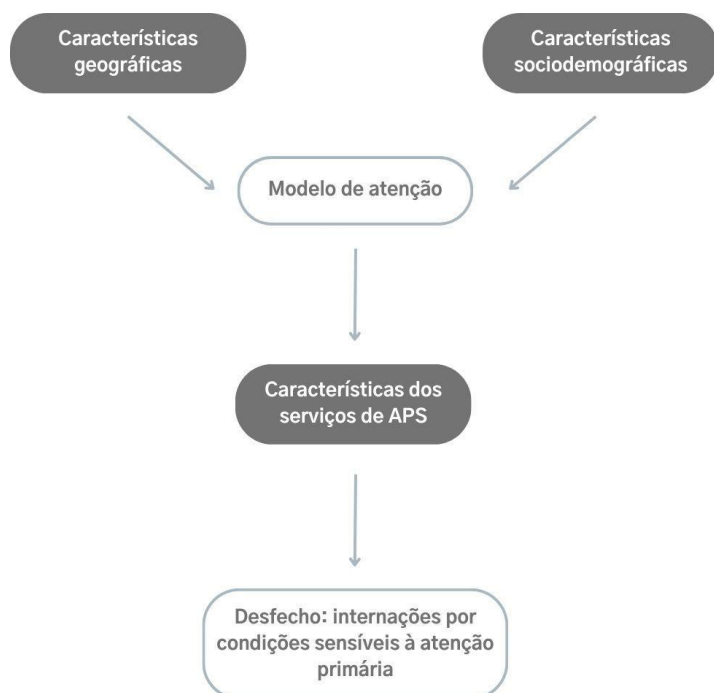 Características
geográficas
Características
sociodemográficas
Modelo de atenção
Características dos
serviços de APS
Desfecho: internações por
condições sensíveis à atenção
primária